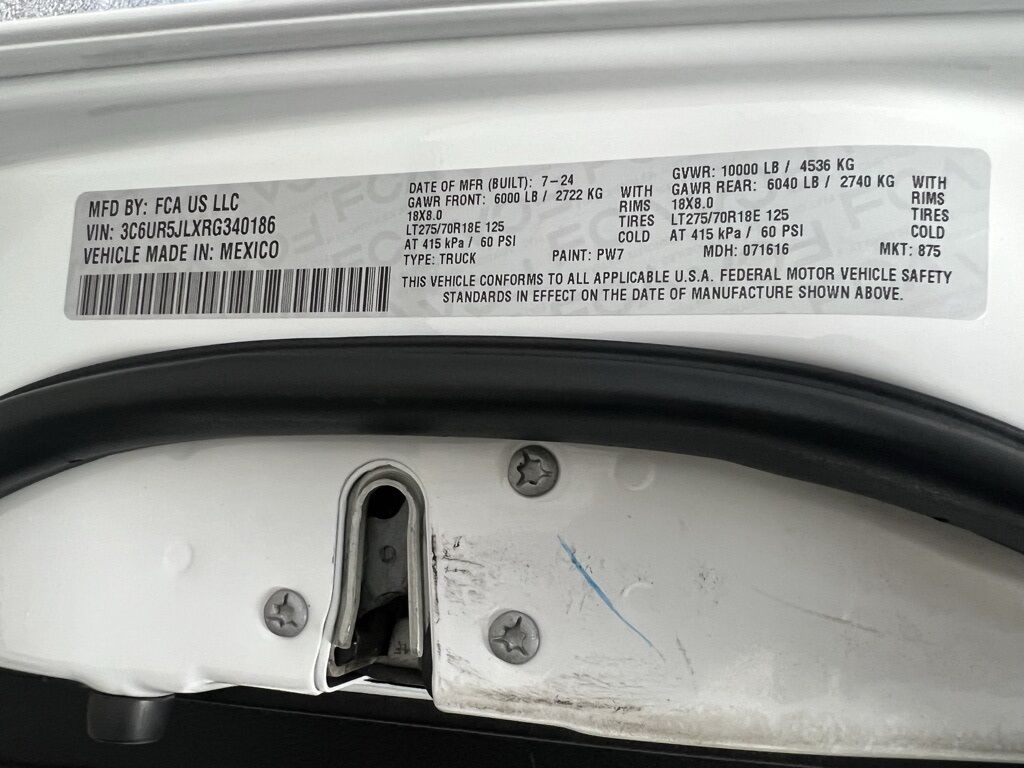 MFD BY: FCA US LLC
VIN: 3C6UR5JLXRG340186
VEHICLE MADE IN: MEXICO
DATE OF MFR (BUILT): 7-24
GAWR FRONT: 6000 LB / 2722 KG WITH
18X8.0 RIMS
LT275/70R18E 125 TIRES
AT 415 kPa / 60 PSI COLD
TYPE: TRUCK PAINT: PW7
GVWR: 10000 LB / 4536 KG
GAWR REAR: 6040 LB / 2740 KG WITH
18X8.0 RIMS
LT275/70R18E 125 TIRES
AT 415 kPa / 60 PSI COLD
MDH: 071616 MKT: 875
THIS VEHICLE CONFORMS TO ALL APPLICABLE U.S.A. FEDERAL MOTOR VEHICLE SAFETY
STANDARDS IN EFFECT ON THE DATE OF MANUFACTURE SHOWN ABOVE.